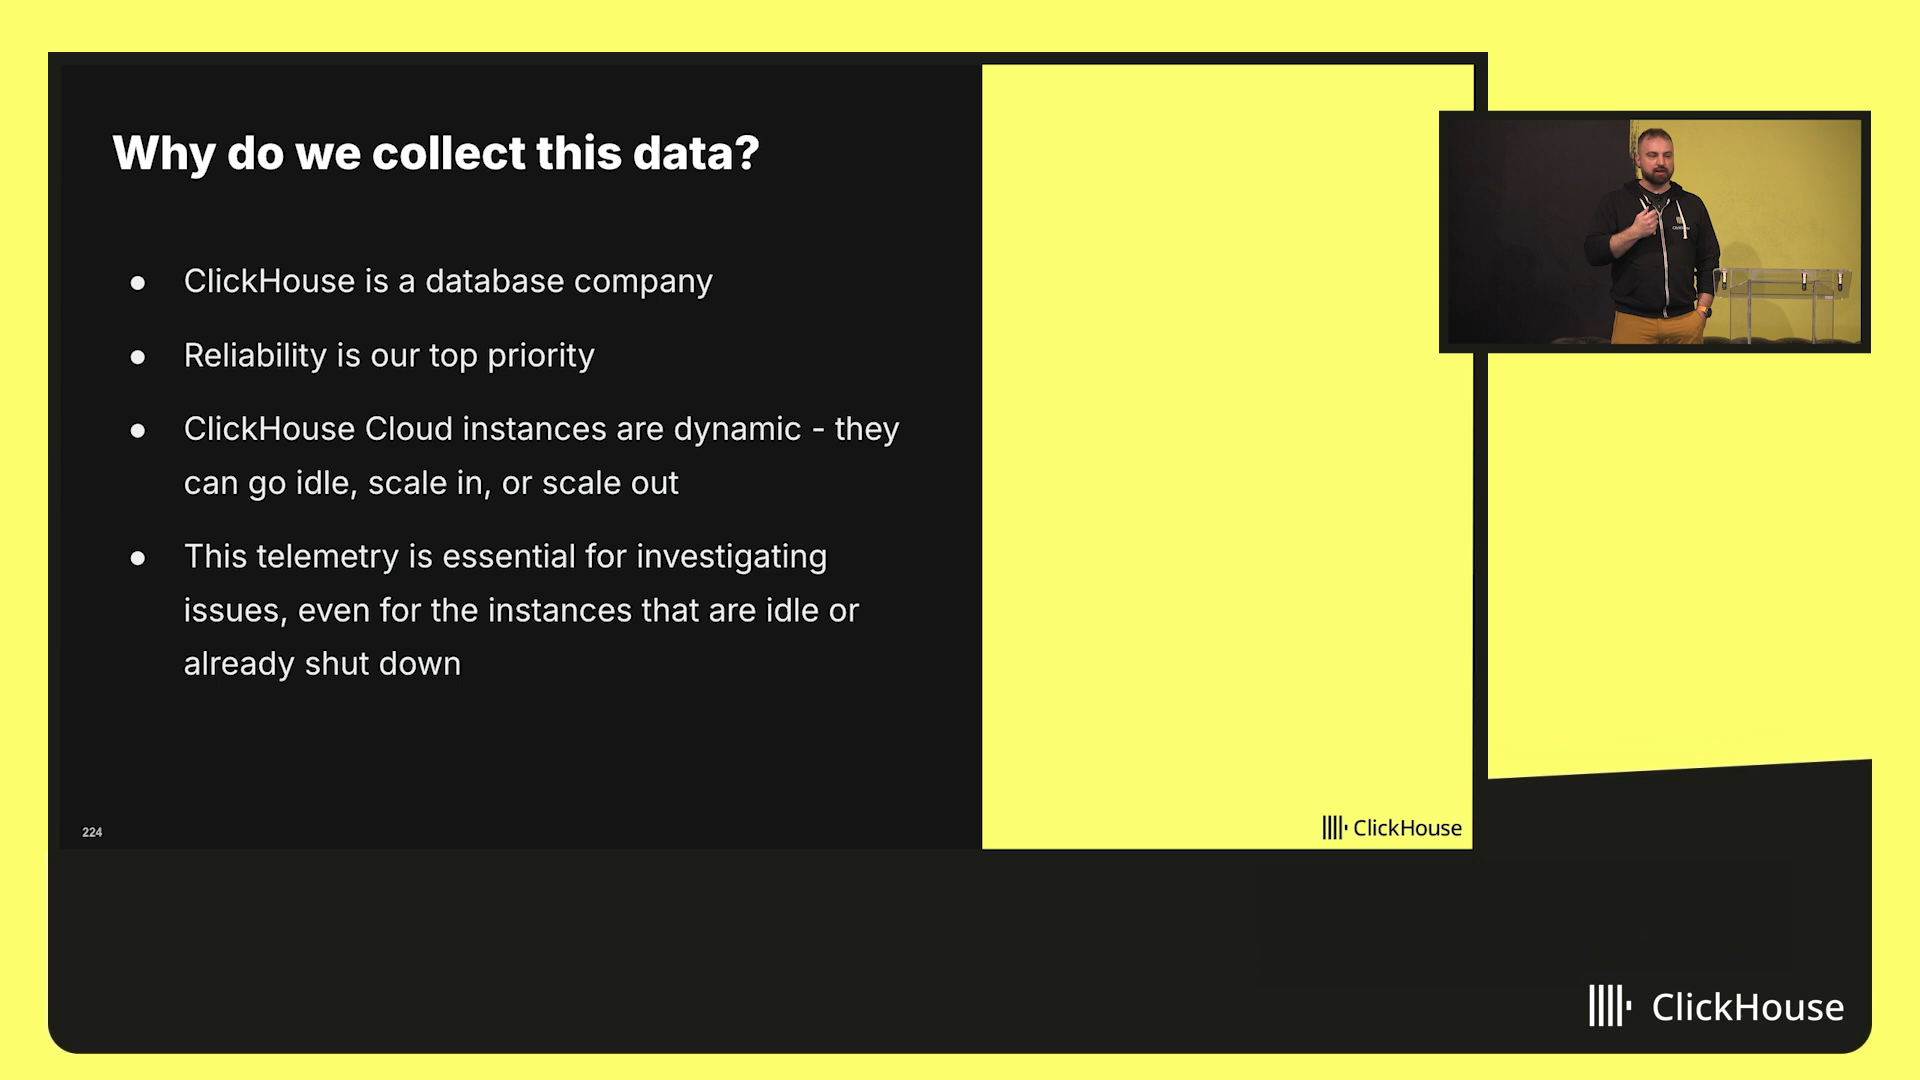 Why do we collect this data?
● ClickHouse is a database company
● Reliability is our top priority
● ClickHouse Cloud instances are dynamic - they
can go idle, scale in, or scale out
● This telemetry is essential for investigating
issues, even for the instances that are idle or
already shut down
224
ClickHouse
ClickHouse